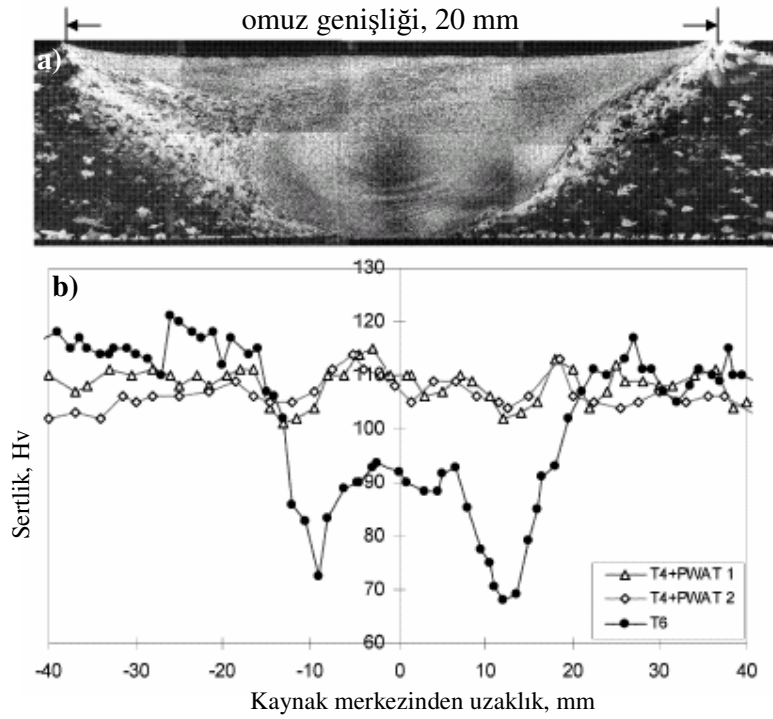 omuz genişliği, 20 mm
a)
b)
130
120
110
100
90
80
70
60
Sertlik, Hv
T4+PWAT 1
T4+PWAT 2
T6
-40 -30 -20 -10 0 10 20 30 40
Kaynak merkezinden uzaklık, mm